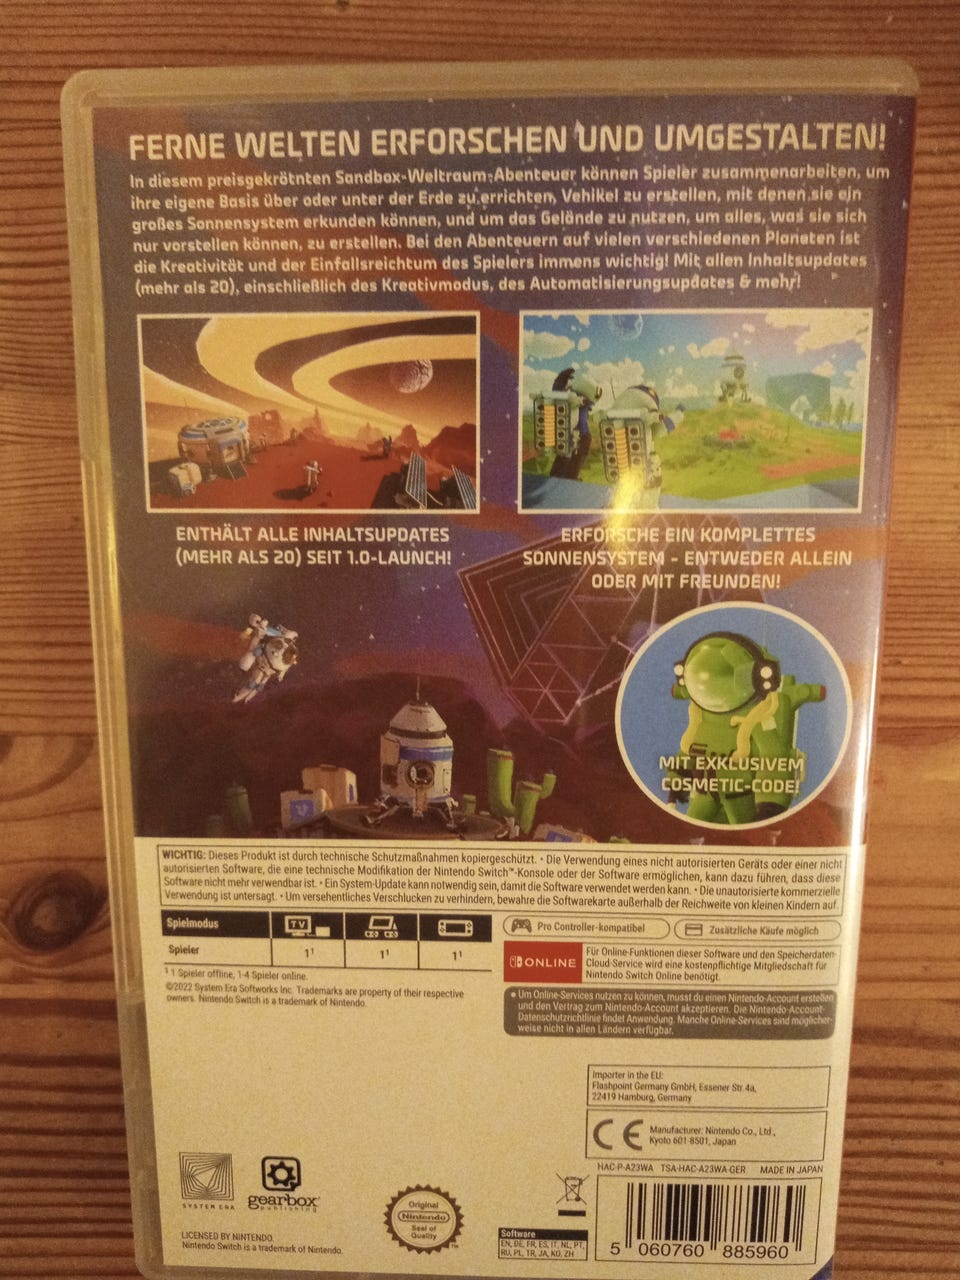 FERNE WELTEN ERFORSCHEN UND UMGESTALTEN!
In diesem preisgekrötnten Sandbox-Weltraum-Abenteuer können Spieler zusammenarbeiten, um
ihre eigene Basis über oder unter der Erde zu errichten, Vehikel zu erstellen, mit denen sie ein
großes Sonnensystem erkunden können, und um das Gelände zu nutzen, um alles, was sie sich
nur vorstellen können, zu erstellen. Bei den Abenteuern auf vielen verschiedenen Planeten ist
die Kreativität und der Einfallsreichtum des Spielers immens wichtig! Mit allen Inhaltsupdates
(mehr als 20), einschließlich des Kreativmodus, des Automatisierungsupdates & mehr!
ENTHÄLT ALLE INHALTSUPDATES
(MEHR ALS 20) SEIT 1.0-LAUNCH!
ERFORSCHE EIN KOMPLETTES
SONNENSYSTEM - ENTWEDER ALLEIN
ODER MIT FREUNDEN!
MIT EXKLUSIVEM
COSMETIC-CODE!
WICHTIG: Dieses Produkt ist durch technische Schutzmaßnahmen kopiergeschützt. • Die Verwendung eines nicht autorisierten Geräts oder einer nicht
autorisierten Software, die eine technische Modifikation der Nintendo Switch™-Konsole oder der Software ermöglichen, kann dazu führen, dass diese
Software nicht mehr verwendbar ist. • Ein System-Update kann notwendig sein, damit die Software verwendet werden kann. • Die unautorisierte kommerzielle
Verwendung ist untersagt. • Um versehentliches Verschlucken zu verhindern, bewahre die Softwarekarte außerhalb der Reichweite von kleinen Kindern auf.
Spielmodus TV
Spieler 1¹ 1¹ 1¹
¹ 1 Spieler offline, 1-4 Spieler online.
©2022 System Era Softworks Inc. Trademarks are property of their respective
owners. Nintendo Switch is a trademark of Nintendo.
Pro Controller-kompatibel
Zusätzliche Käufe möglich
ONLINE
Für Online-Funktionen dieser Software und den Speicherdaten-
Cloud-Service wird eine kostenpflichtige Mitgliedschaft für
Nintendo Switch Online benötigt.
• Um Online-Services nutzen zu können, musst du einen Nintendo-Account erstellen
und den Vertrag zum Nintendo-Account akzeptieren. Die Nintendo-Account-
Datenschutzrichtlinie findet Anwendung. Manche Online-Services sind möglicher-
weise nicht in allen Ländern verfügbar.
Importer in the EU:
Flashpoint Germany GmbH, Essener Str. 4a,
22419 Hamburg, Germany
CE
Manufacturer: Nintendo Co., Ltd.,
Kyoto 601-8501, Japan
HAC-P-A23WA TSA-HAC-A23WA-GER MADE IN JAPAN
SYSTEM ERA
gearbox
publishing
Original
Nintendo
Seal of
Quality
™
LICENSED BY NINTENDO.
Nintendo Switch is a trademark of Nintendo.
Software
EN, DE, FR, ES, IT, NL, PT,
RU, PL, TR, JA, KO, ZH
5 060760 885960